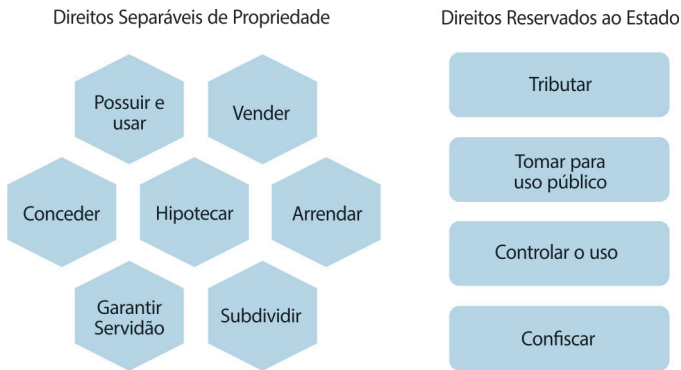 Direitos Separáveis de Propriedade
Possuir e
usar
Vender
Conceder
Hipotecar
Arrendar
Garantir
Servidão
Subdividir
Direitos Reservados ao Estado
Tributar
Tomar para
uso público
Controlar o uso
Confiscar